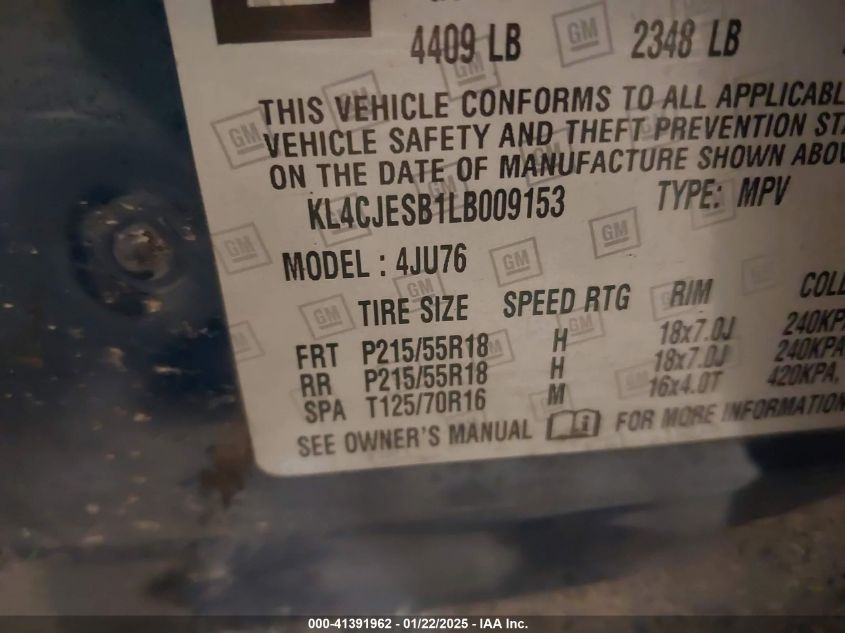 4409 LB 2348 LB
THIS VEHICLE CONFORMS TO ALL APPLICABL
VEHICLE SAFETY AND THEFT PREVENTION STA
ON THE DATE OF MANUFACTURE SHOWN ABOV
KL4CJESB1LB009153 TYPE: MPV
MODEL : 4JU76
TIRE SIZE SPEED RTG RIM COLD
FRT P215/55R18 H 18x7.0J 240KPA
RR P215/55R18 H 18x7.0J 240KPA
SPA T125/70R16 M 16x4.0T 420KPA,
SEE OWNER'S MANUAL FOR MORE INFORMATION
000-41391962 - 01/22/2025 - IAA Inc.